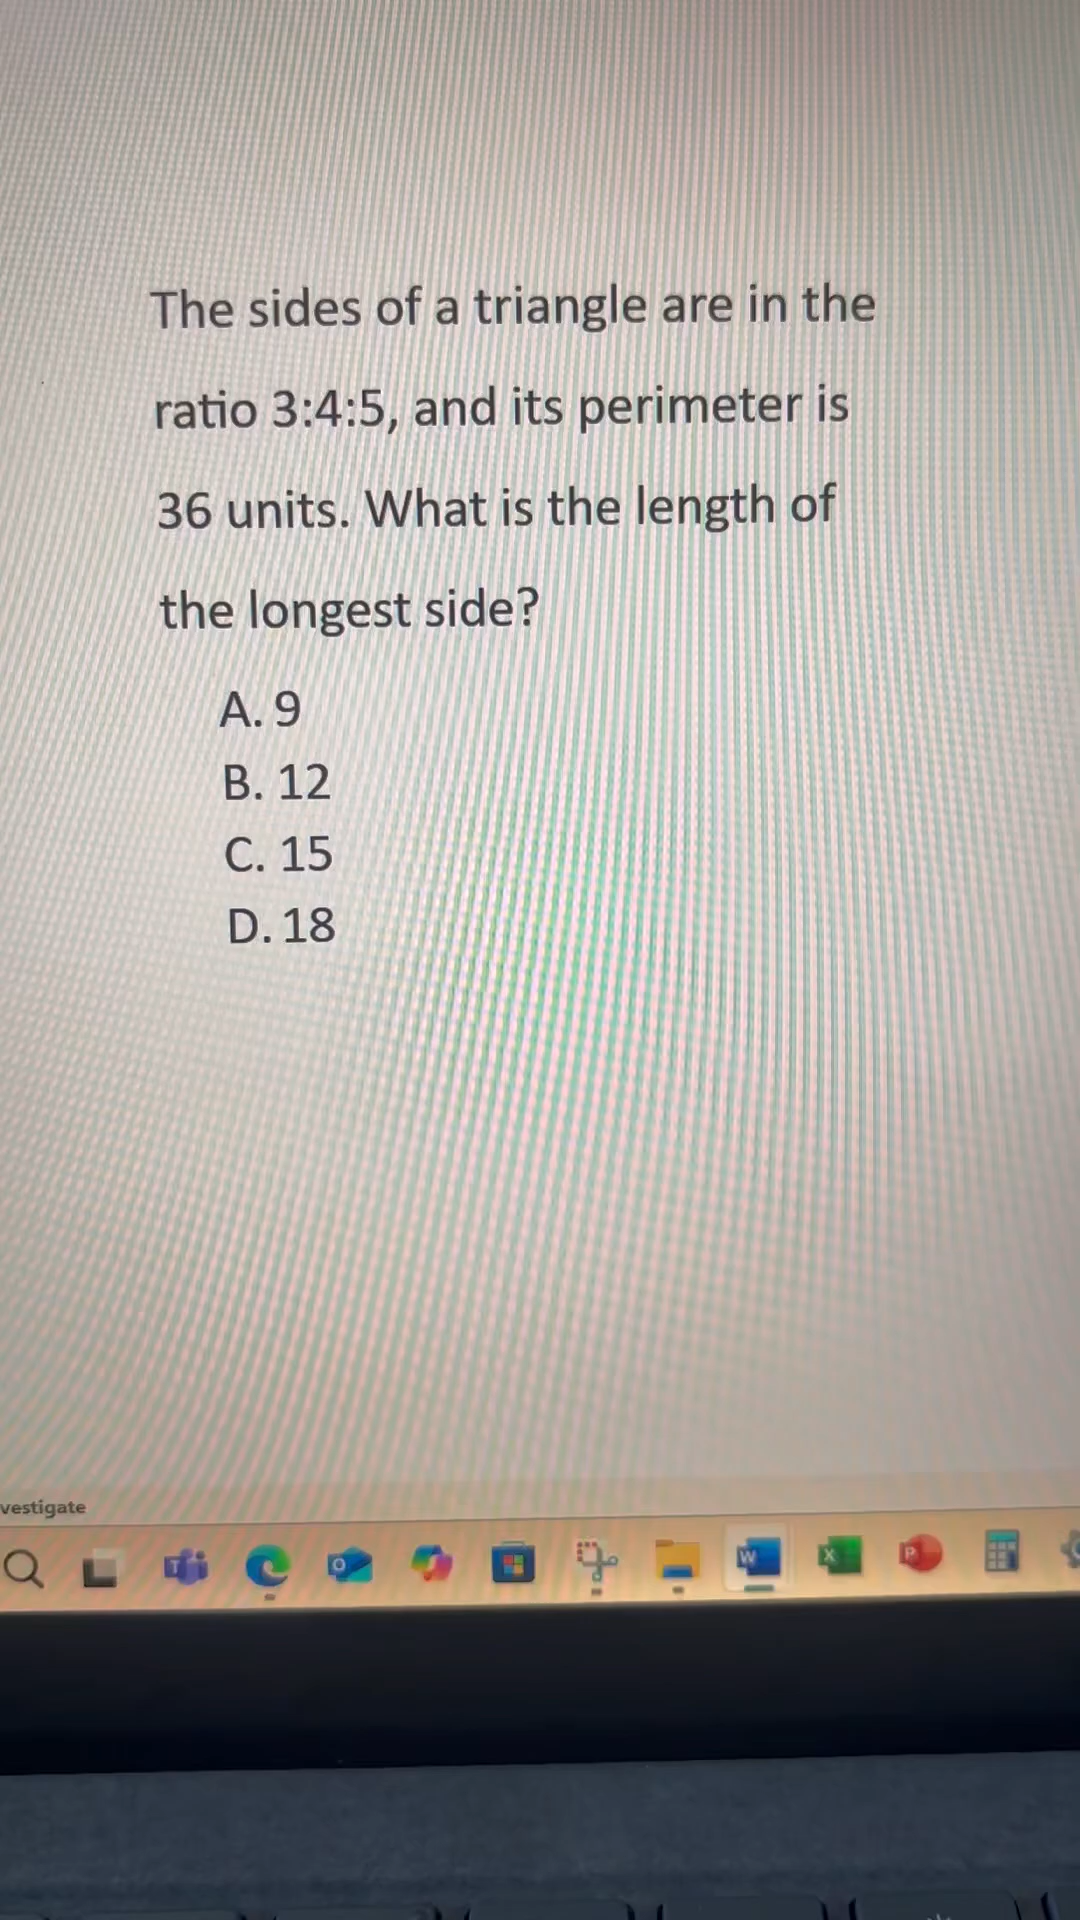 The sides of a triangle are in the
ratio 3:4:5, and its perimeter is
36 units. What is the length of
the longest side?
A. 9
B. 12
C. 15
D. 18
vestigate